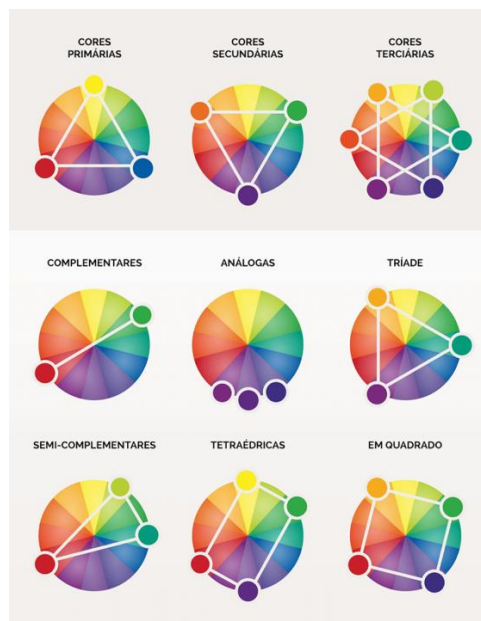 CORES
PRIMÁRIAS
CORES
SECUNDÁRIAS
CORES
TERCIÁRIAS
COMPLEMENTARES
ANÁLOGAS
TRÍADE
SEMI-COMPLEMENTARES
TETRAÉDRICAS
EM QUADRADO